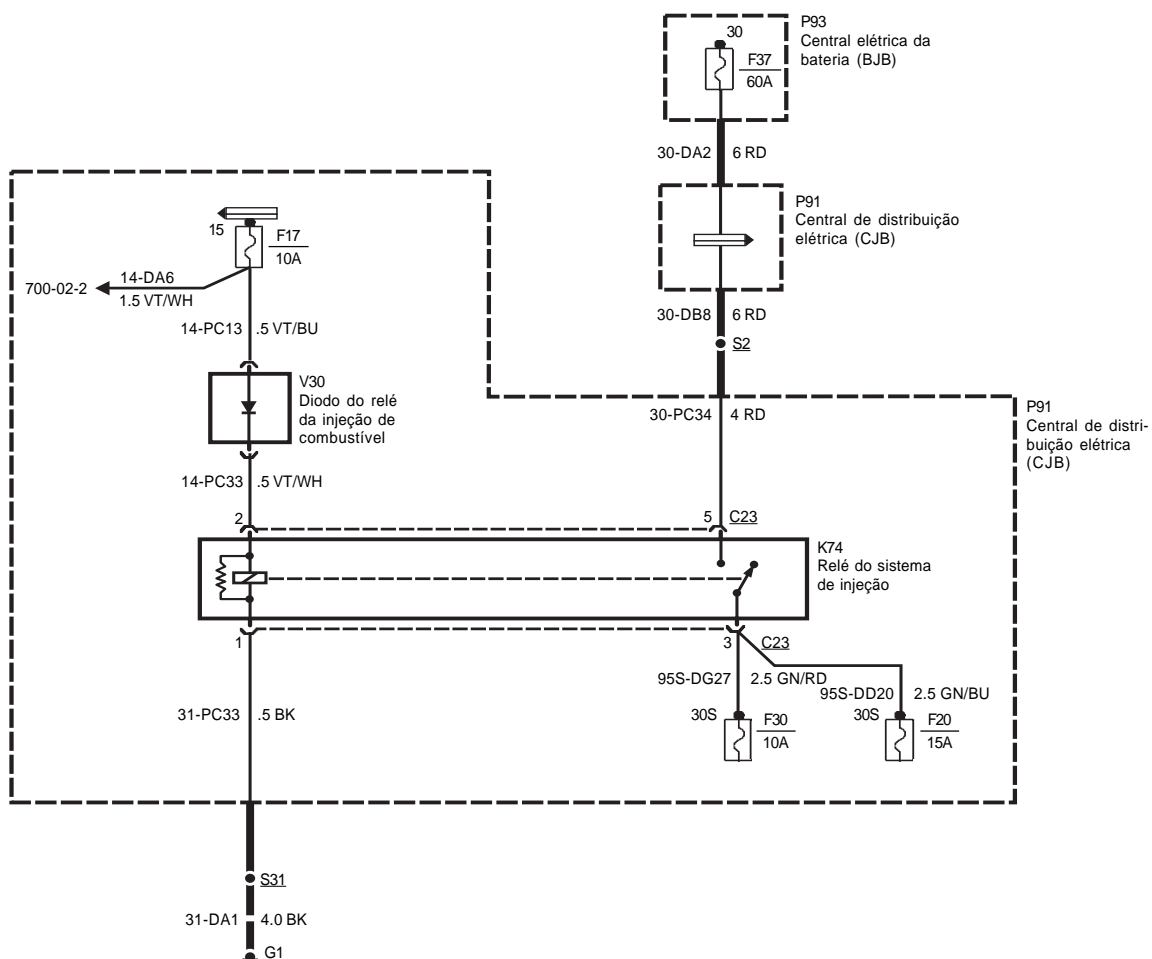 P93
Central elétrica da
bateria (BJB)
30
F37
60A
30-DA2
6 RD
P91
Central de distribuição
elétrica (CJB)
30-DB8
6 RD
S2
15
F17
10A
700-02-2
14-DA6
1.5 VT/WH
14-PC13
.5 VT/BU
V30
Diodo do relé
da injeção de
combustível
14-PC33
.5 VT/WH
30-PC34
4 RD
P91
Central de distri-
buição elétrica
(CJB)
2
5
C23
K74
Relé do sistema
de injeção
1
3
C23
95S-DG27
2.5 GN/RD
95S-DD20
2.5 GN/BU
31-PC33
.5 BK
30S
F30
10A
30S
F20
15A
S31
31-DA1
4.0 BK
G1